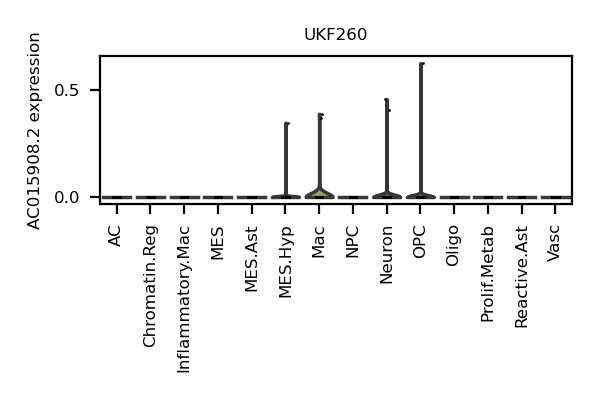 UKF260
AC015908.2 expression
0.5
0.0
AC
Chromatin.Reg
Inflammatory.Mac
MES
MES.Ast
MES.Hyp
Mac
NPC
Neuron
OPC
Oligo
Prolif.Metab
Reactive.Ast
Vasc